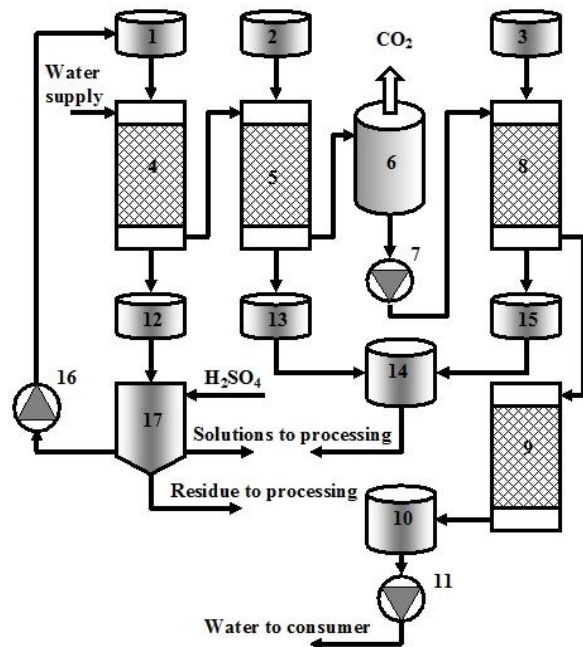 1
2
3
CO₂
Water
supply
4
5
6
8
7
12
13
15
16
14
H₂SO₄
17
Solutions to processing
9
Residue to processing
10
11
Water to consumer